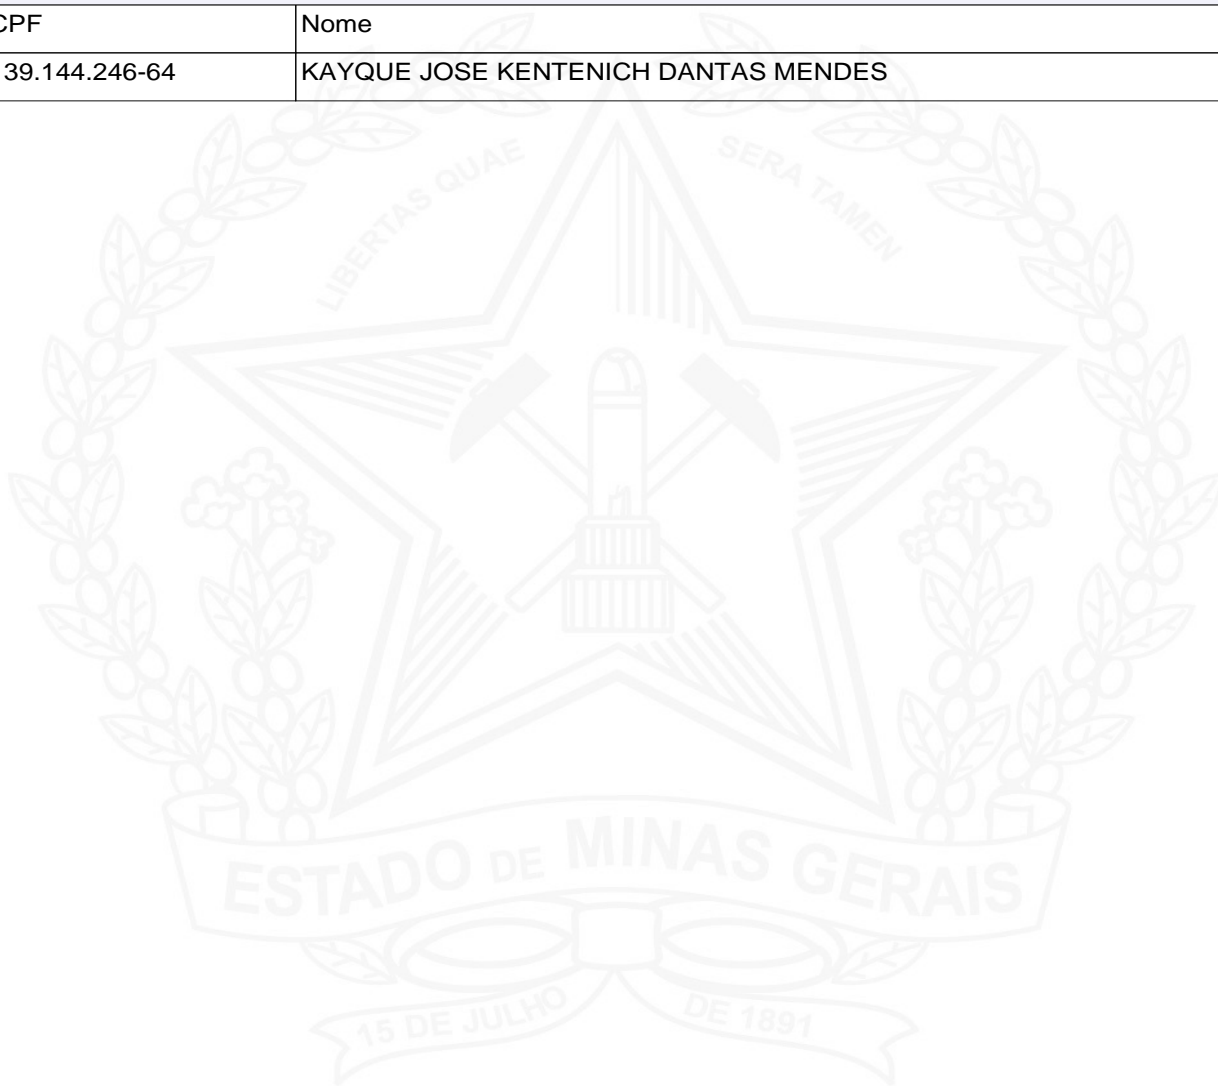 CPF Nome
39.144.246-64 KAYQUE JOSE KENTENICH DANTAS MENDES
LIBERTAS QUAE SERA TAMEN
ESTADO DE MINAS GERAIS
15 DE JULHO DE 1891